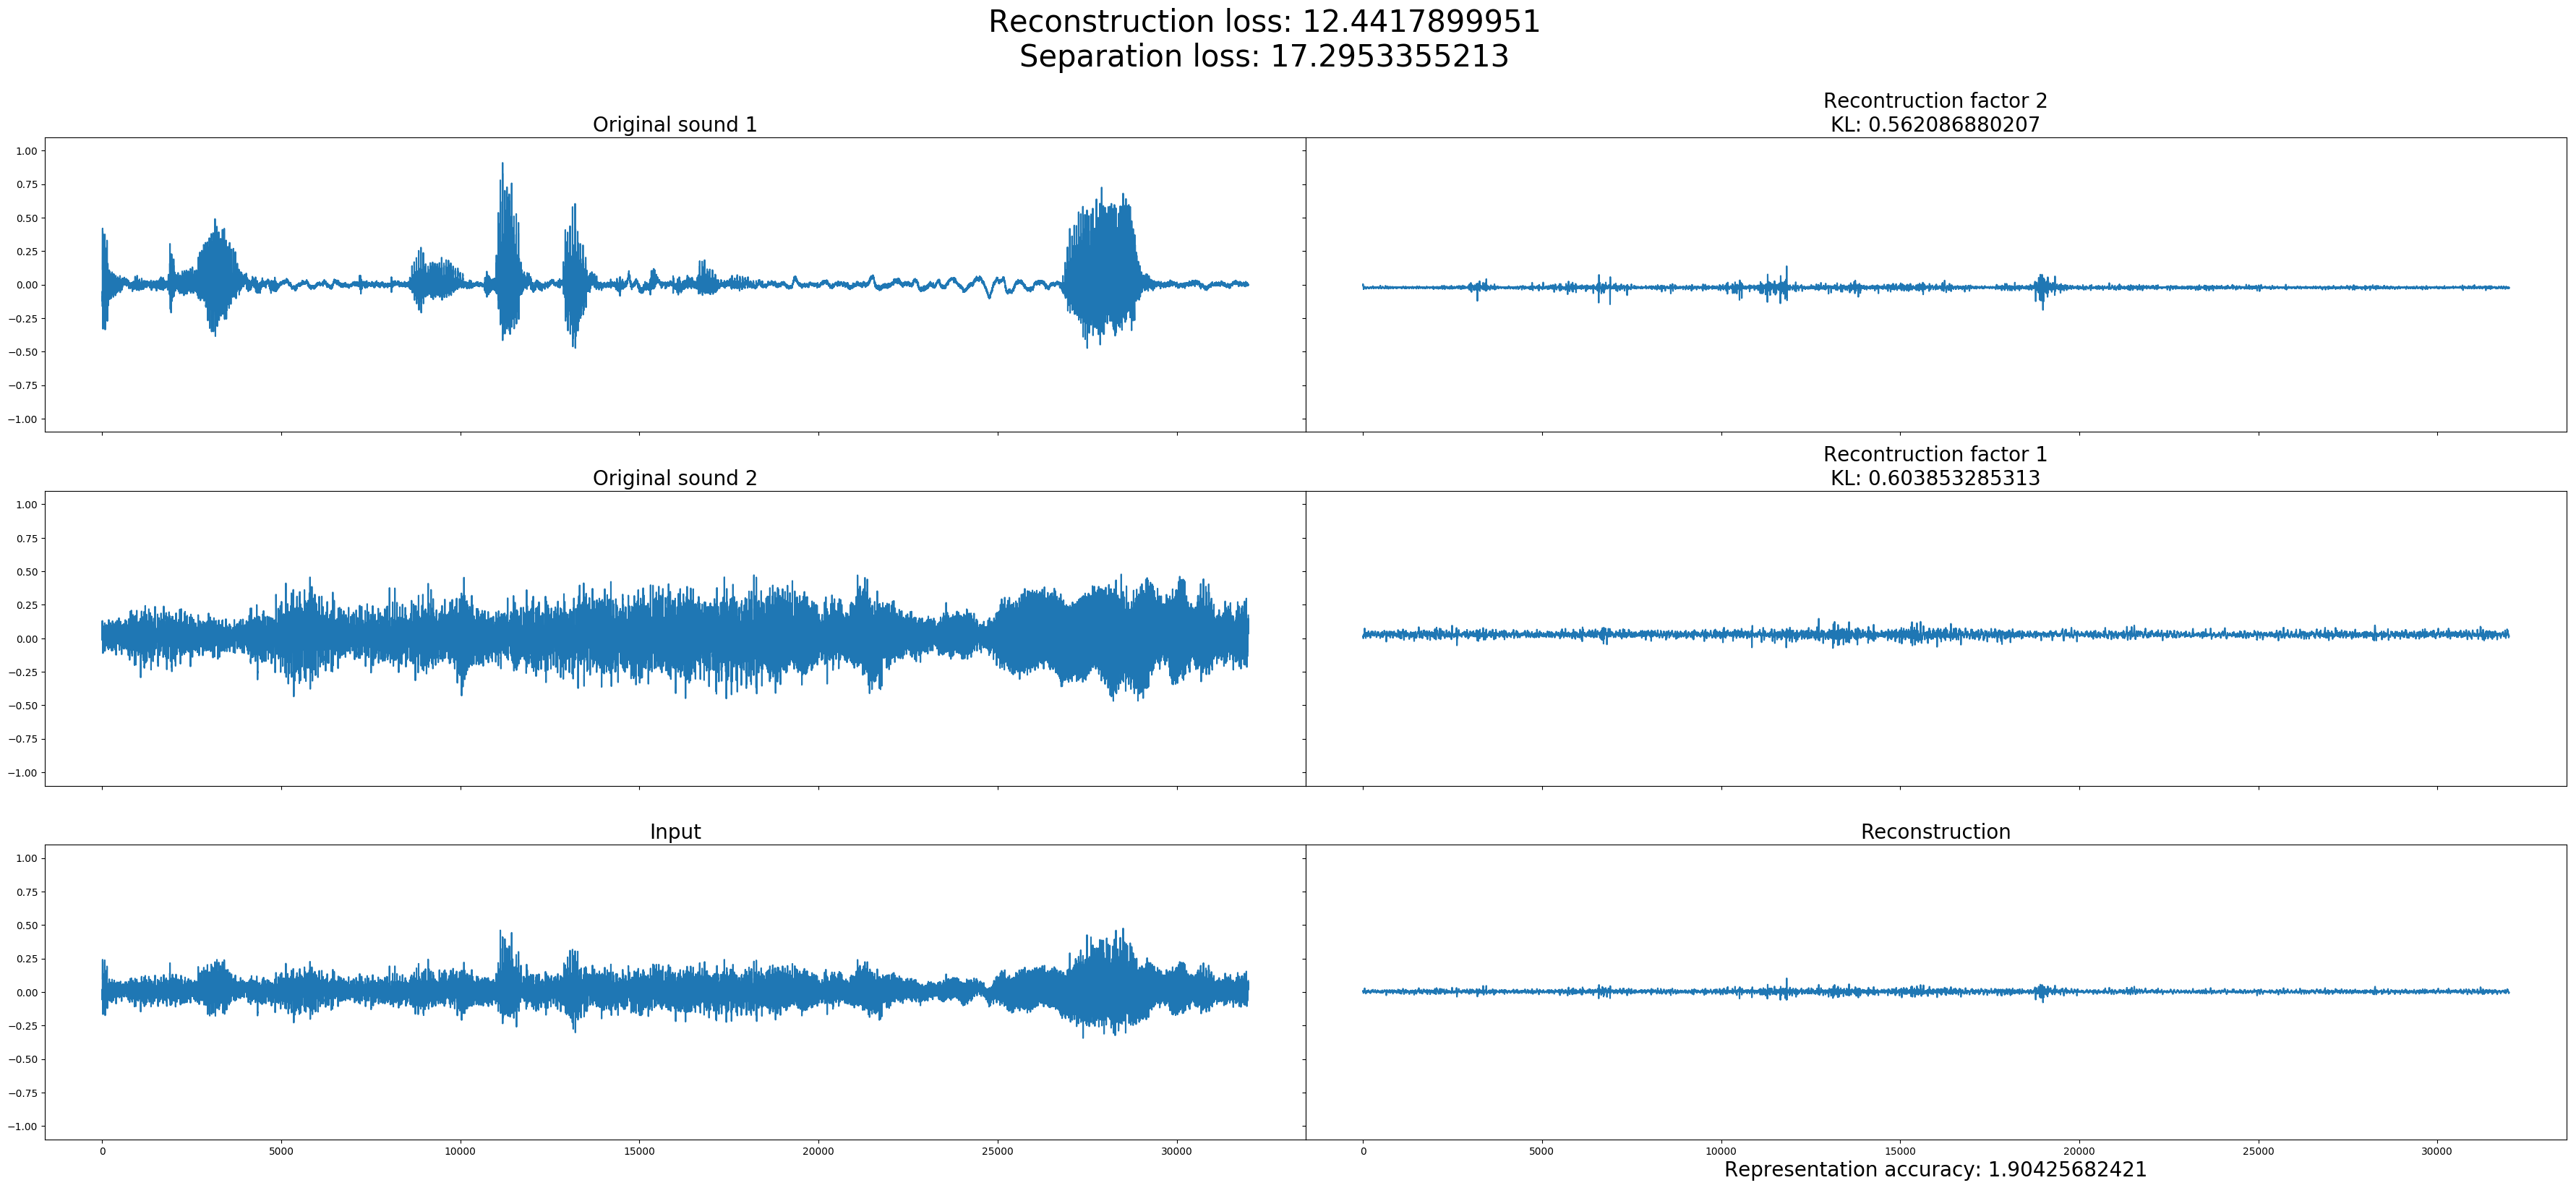 Reconstruction loss: 12.4417899951
Separation loss: 17.2953355213
Original sound 1
1.00
0.75
0.50
0.25
0.00
−0.25
−0.50
−0.75
−1.00
Recontruction factor 2
KL: 0.562086880207
Original sound 2
1.00
0.75
0.50
0.25
0.00
−0.25
−0.50
−0.75
−1.00
Recontruction factor 1
KL: 0.603853285313
Input
1.00
0.75
0.50
0.25
0.00
−0.25
−0.50
−0.75
−1.00
0 5000 10000 15000 20000 25000 30000
Reconstruction
0 5000 10000 15000 20000 25000 30000
Representation accuracy: 1.90425682421